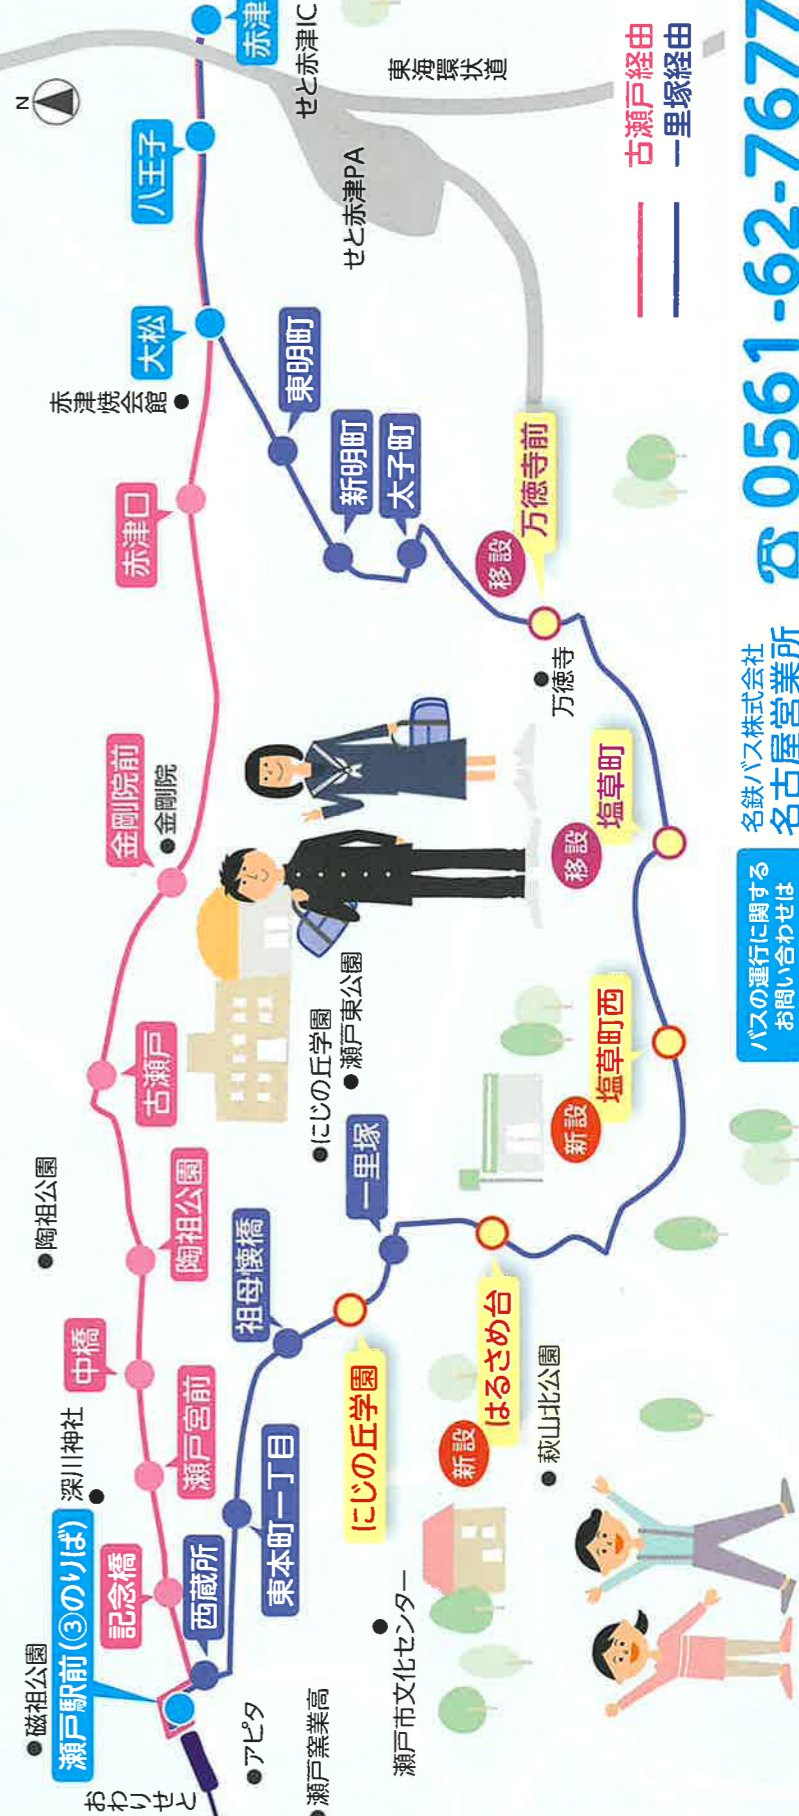 磁祖公園
瀬戸駅前(③のりば)
おわりせと
深川神社
記念橋
西蔵所
瀬戸宮前
中橋
陶祖公園
陶祖公園
古瀬戸
金剛院前
金剛院
赤津口
赤津焼会館
大松
八王子
赤津
せと赤津IC
東海環状道
せと赤津PA
アピタ
瀬戸窯業高
東本町一丁目
祖母懐橋
にじの丘学園
瀬戸市文化センター
一里塚
にじの丘学園
瀬戸東公園
新設
はるさめ台
萩山北公園
新設
塩草町西
移設
塩草町
移設
万徳寺前
万徳寺
太子町
新明町
東明町
古瀬戸経由
一里塚経由
N
バスの運行に関する
お問い合わせは
名鉄バス株式会社
名古屋営業所
☎ 0561-62-7677